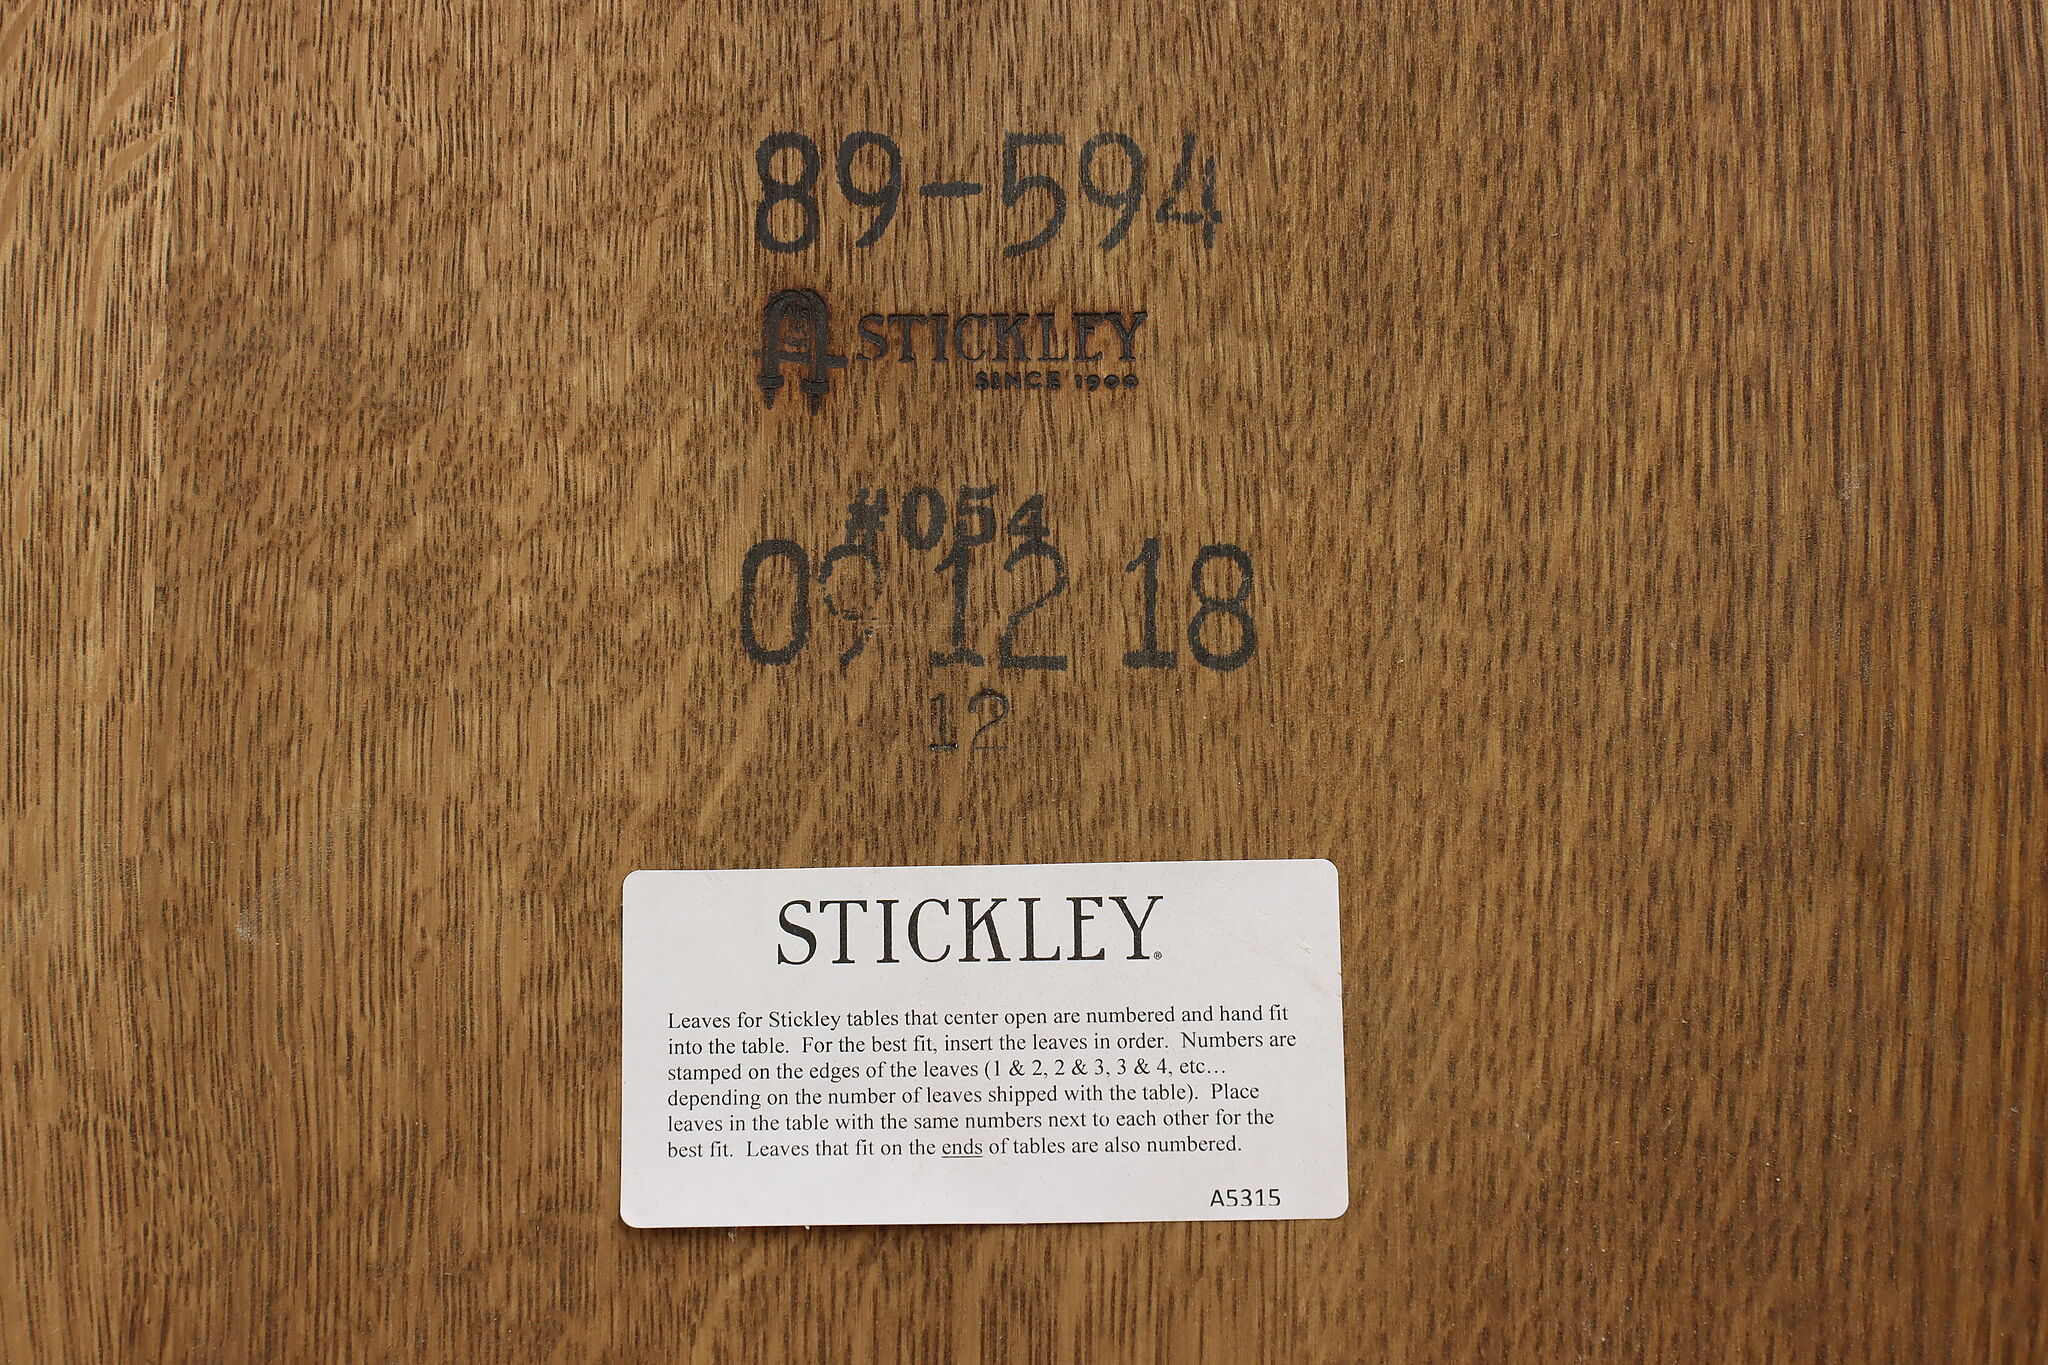 89-594
STICKLEY
SINCE 1900
#054
09 12 18
12
STICKLEY®
Leaves for Stickley tables that center open are numbered and hand fit
into the table.  For the best fit, insert the leaves in order.  Numbers are
stamped on the edges of the leaves (1 & 2, 2 & 3, 3 & 4, etc…
depending on the number of leaves shipped with the table).  Place
leaves in the table with the same numbers next to each other for the
best fit.  Leaves that fit on the ends of tables are also numbered.
A5315